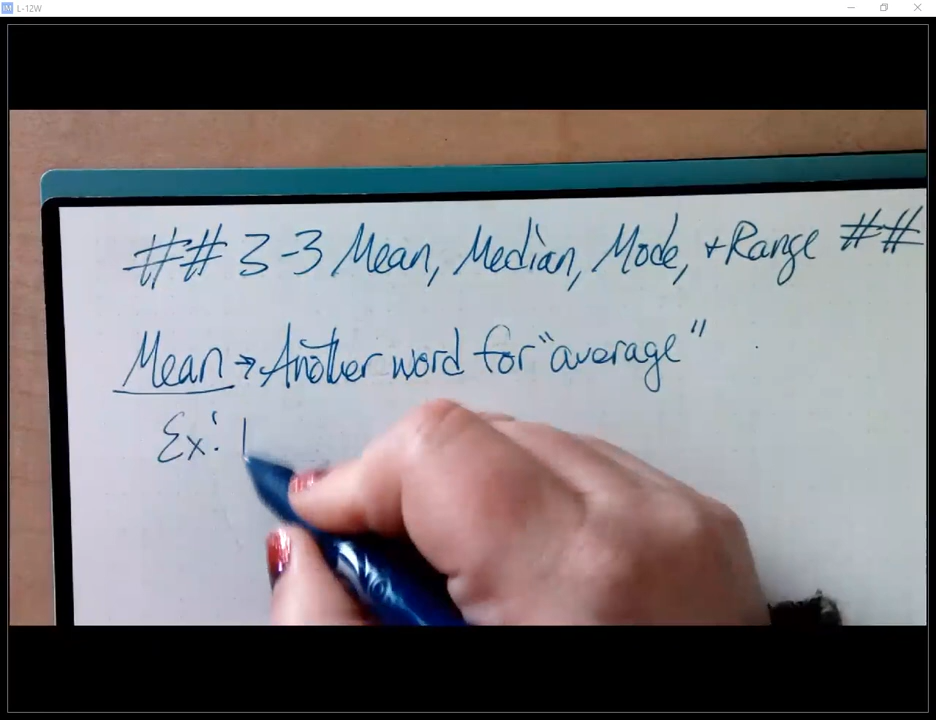 L-12W
## 3-3 Mean, Median, Mode, + Range ##
Mean → Another word for "average"
Ex: